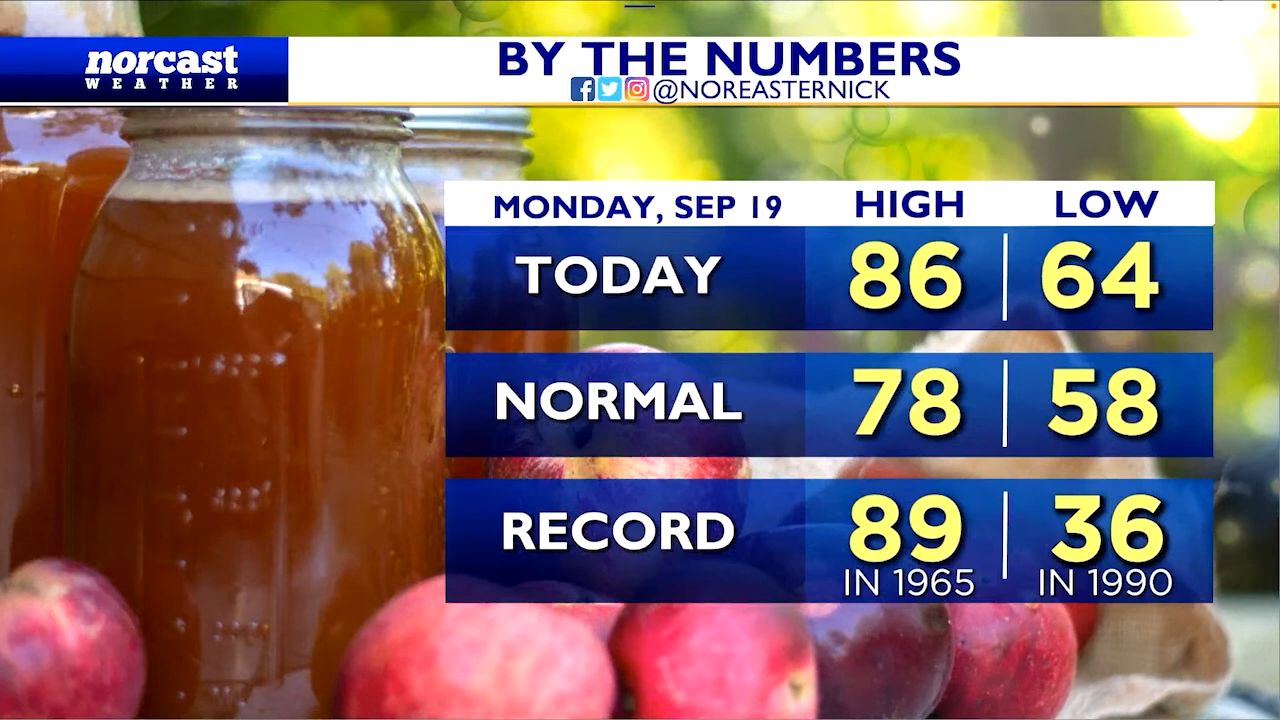 norcast
WEATHER
BY THE NUMBERS
@NOREASTERNICK
MONDAY, SEP 19 HIGH LOW
TODAY 86 64
NORMAL 78 58
RECORD 89 36
IN 1965 IN 1990